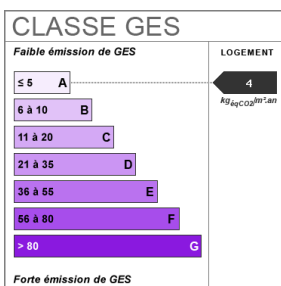 CLASSE GES
Faible émission de GES
LOGEMENT
≤ 5 A
4
kgéqCO2/m².an
6 à 10 B
11 à 20 C
21 à 35 D
36 à 55 E
56 à 80 F
> 80 G
Forte émission de GES